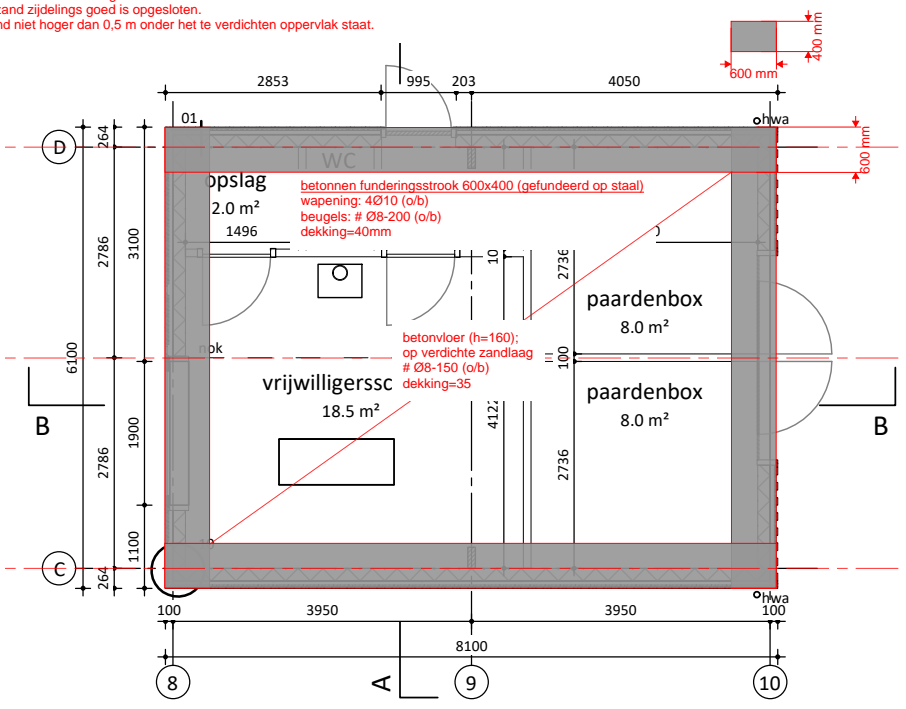 zand zijdelings goed is opgesloten.
nd niet hoger dan 0,5 m onder het te verdichten oppervlak staat.
400 mm
600 mm
2853
995
203
4050
01
hwa
D
264
WC
600 mm
opslag
2.0 m²
betonnen funderingsstrook 600x400 (gefundeerd op staal)
wapening: 4Ø10 (o/b)
beugels: # Ø8-200 (o/b)
dekking=40mm
1496
2786
3100
10
2736
paardenbox
8.0 m²
betonvloer (h=160);
op verdichte zandlaag
# Ø8-150 (o/b)
dekking=35
nok
6100
100
vrijwilligerssc
18.5 m²
paardenbox
8.0 m²
B
B
1900
4122
2786
2736
1100
C
264
hwa
100
3950
3950
100
8100
8
A
9
10